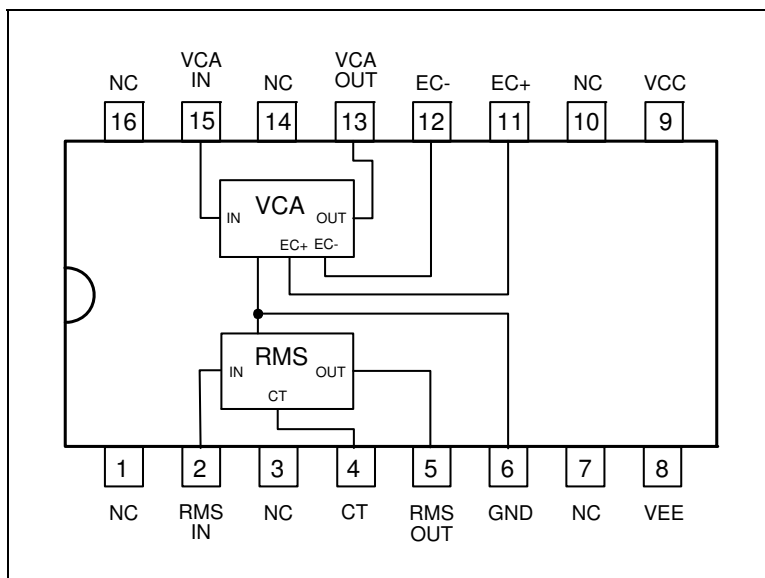 NC
VCA
IN
NC
VCA
OUT
EC-
EC+
NC
VCC
16
15
14
13
12
11
10
9
VCA
IN
OUT
EC+
EC-
RMS
IN
OUT
CT
1
2
3
4
5
6
7
8
NC
RMS
IN
NC
CT
RMS
OUT
GND
NC
VEE